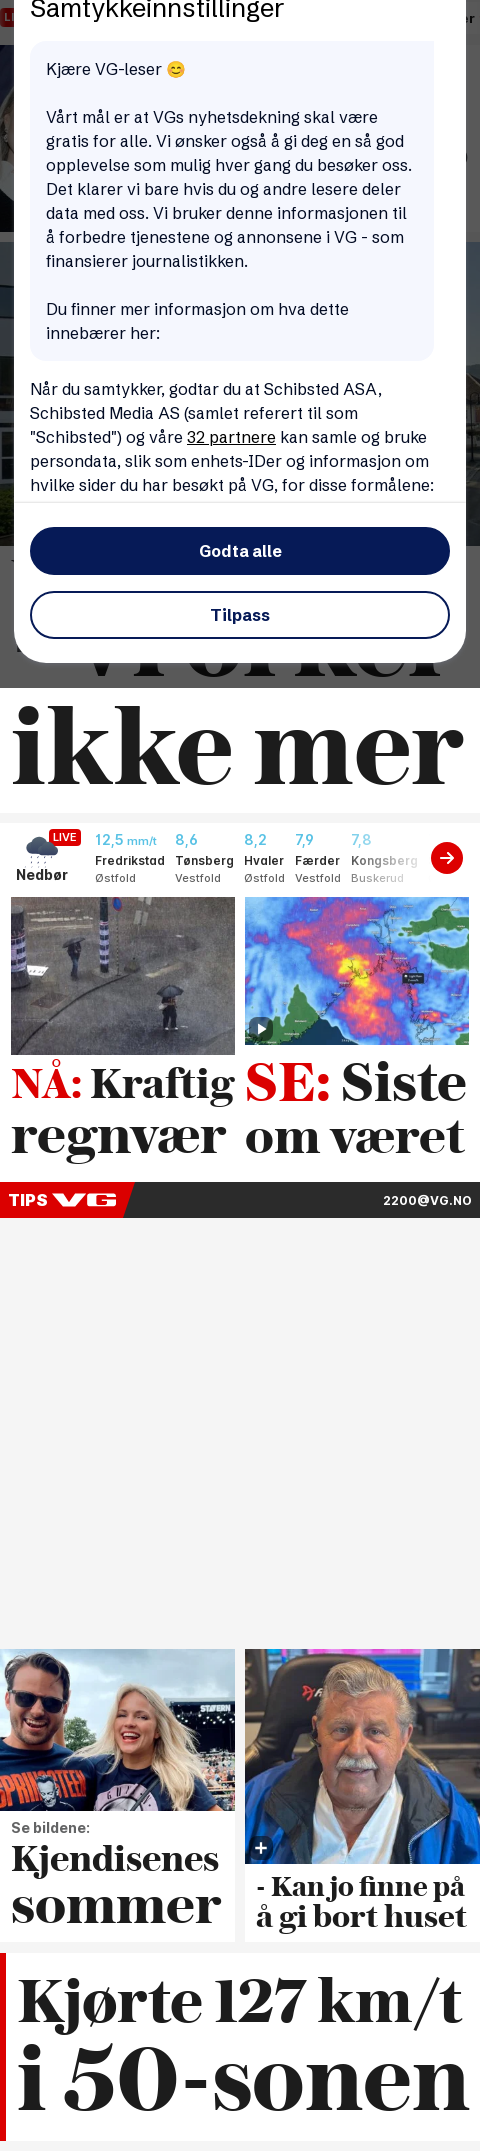 Samtykkeinnstillinger
Kjære VG-leser 😊
Vårt mål er at VGs nyhetsdekning skal være
gratis for alle. Vi ønsker også å gi deg en så god
opplevelse som mulig hver gang du besøker oss.
Det klarer vi bare hvis du og andre lesere deler
data med oss. Vi bruker denne informasjonen til
å forbedre tjenestene og annonsene i VG - som
finansierer journalistikken.
Du finner mer informasjon om hva dette
innebærer her:
Når du samtykker, godtar du at Schibsted ASA,
Schibsted Media AS (samlet referert til som
"Schibsted") og våre 32 partnere kan samle og bruke
persondata, slik som enhets-IDer og informasjon om
hvilke sider du har besøkt på VG, for disse formålene:
Godta alle
Tilpass
ikke mer
LIVE
Nedbør
12,5 mm/t
Fredrikstad
Østfold
8,6
Tønsberg
Vestfold
8,2
Hvaler
Østfold
7,9
Færder
Vestfold
7,8
Kongsberg
Buskerud
NÅ: Kraftig
regnvær
SE: Siste
om været
TIPS VG
2200@VG.NO
Se bildene:
Kjendisenes
sommer
- Kan jo finne på
å gi bort huset
Kjørte 127 km/t
i 50-sonen